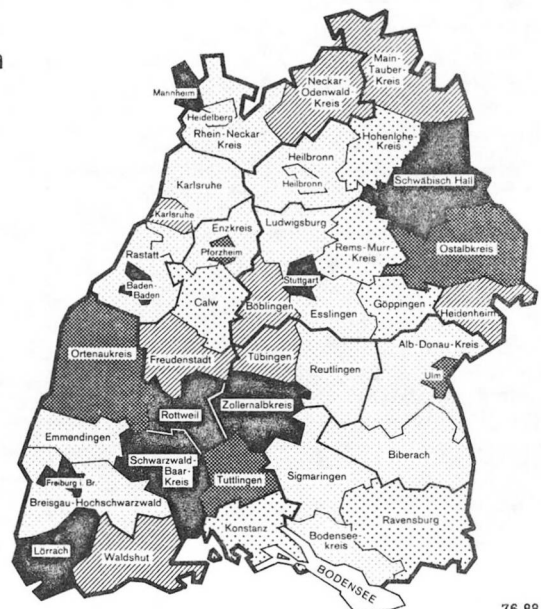 n
Main-
Tauber-
Kreis
Neckar-
Odenwald
Kreis
Mannheim
Heidelberg
Rhein-Neckar-
Kreis
Hohenlohe-
Kreis
Heilbronn
Heilbronn
Schwäbisch Hall
Karlsruhe
Karlsruhe
Ludwigsburg
Enzkreis
Pforzheim
Rems-Murr-
Kreis
Ostalbkreis
Rastatt
Baden-
Baden
Calw
Stuttgart
Böblingen
Esslingen
Göppingen
Heidenheim
Ortenaukreis
Freudenstadt
Tübingen
Reutlingen
Alb-Donau-Kreis
Ulm
Rottweil
Zollernalbkreis
Emmendingen
Schwarzwald-
Baar-
Kreis
Tuttlingen
Sigmaringen
Biberach
Freiburg i. Br.
Breisgau-Hochschwarzwald
Konstanz
Bodensee-
kreis
Ravensburg
Lörrach
Waldshut
BODENSEE
76 88